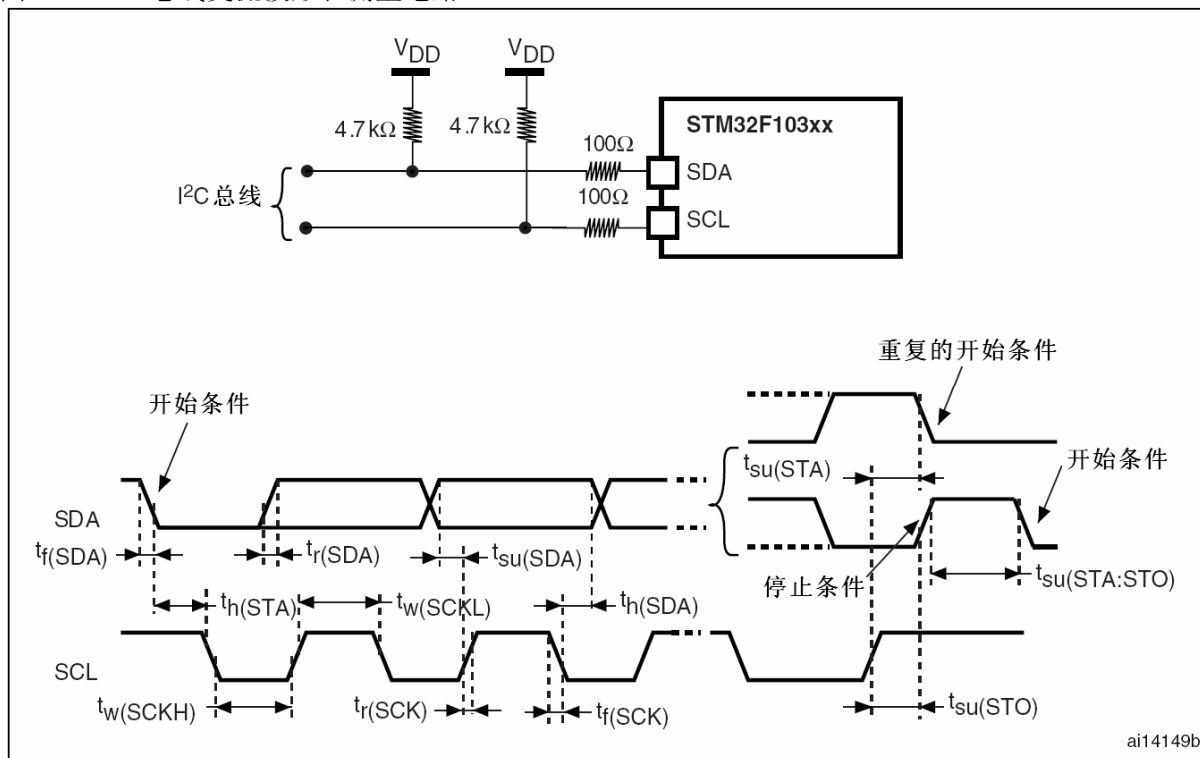 V_DD
V_DD
4.7kΩ
4.7kΩ
100Ω
100Ω
STM32F103xx
SDA
SCL
I²C总线
重复的开始条件
开始条件
开始条件
t_su(STA)
SDA
t_f(SDA)
t_r(SDA)
t_su(SDA)
停止条件
t_su(STA:STO)
t_h(STA)
t_w(SCKL)
t_h(SDA)
SCL
t_w(SCKH)
t_r(SCK)
t_f(SCK)
t_su(STO)
ai14149b